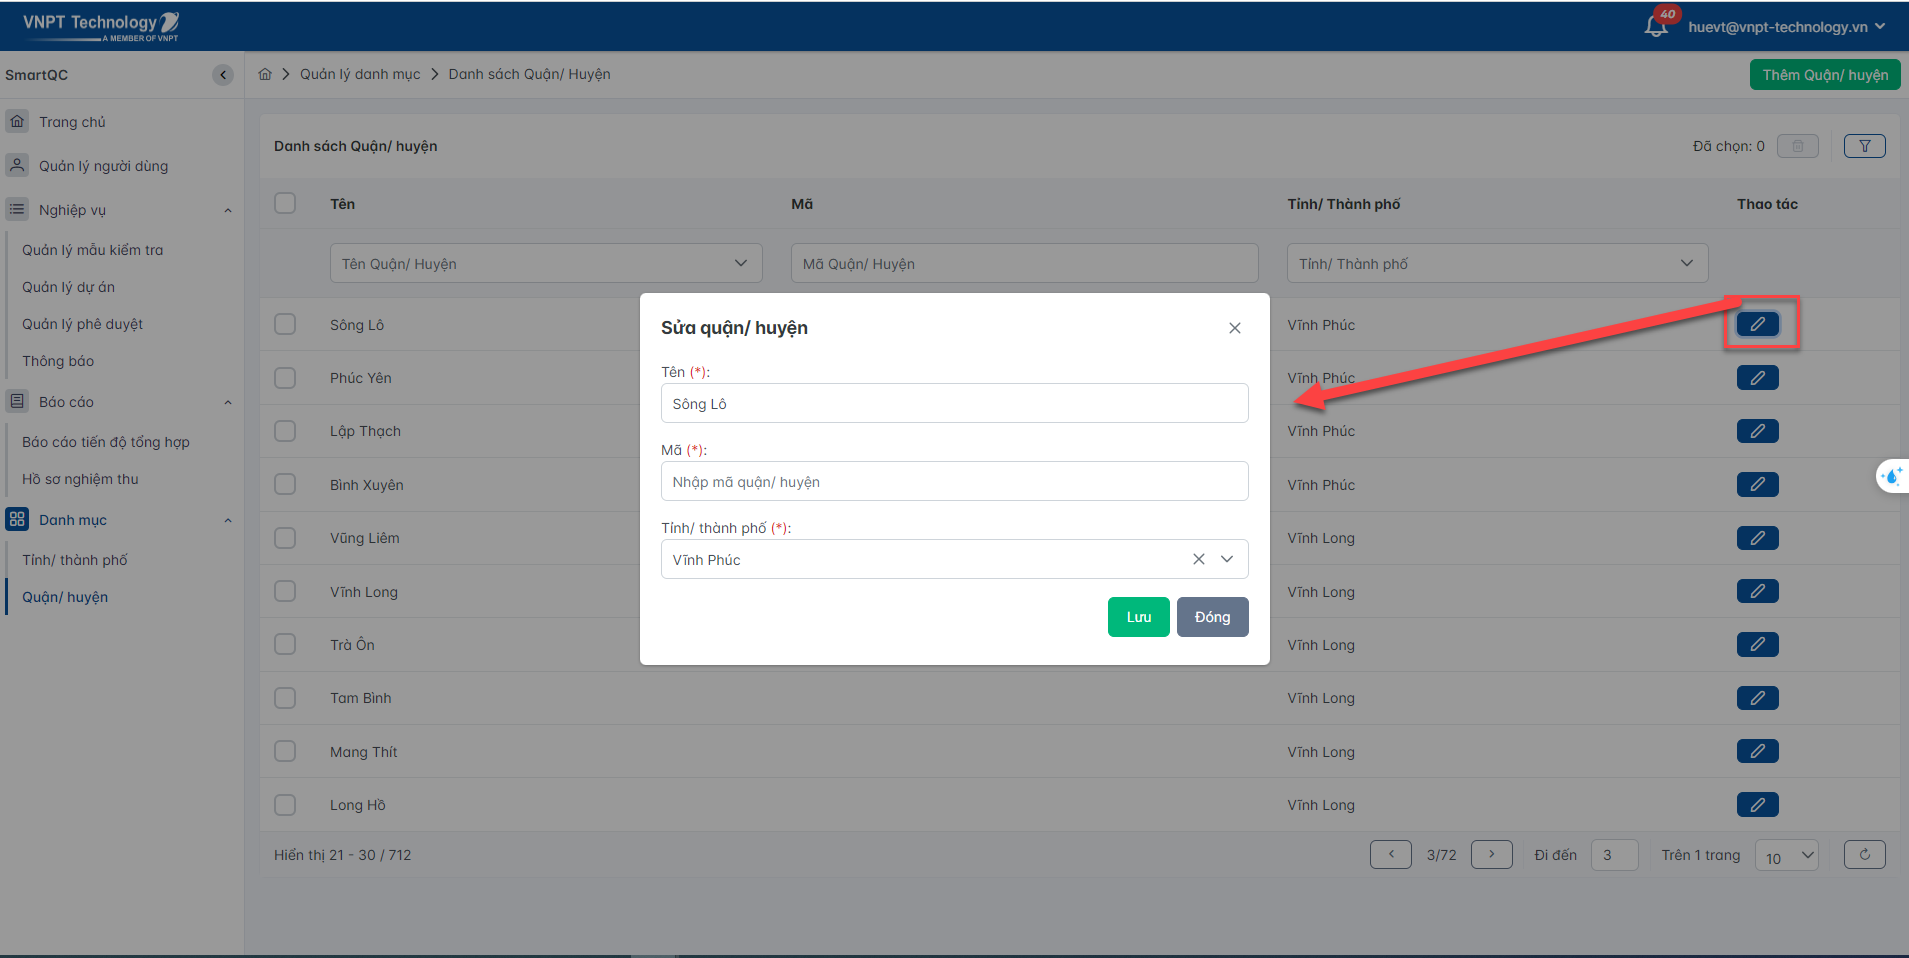 VNPT Technology
A MEMBER OF VNPT
40
huevt@vnpt-technology.vn
SmartQC
Quản lý danh mục
Danh sách Quận/ Huyện
Thêm Quận/ huyện
Trang chủ
Quản lý người dùng
Nghiệp vụ
Quản lý mẫu kiểm tra
Quản lý dự án
Quản lý phê duyệt
Thông báo
Báo cáo
Báo cáo tiến độ tổng hợp
Hồ sơ nghiệm thu
Danh mục
Tỉnh/ thành phố
Quận/ huyện
Danh sách Quận/ huyện
Đã chọn: 0
Tên
Mã
Tỉnh/ Thành phố
Thao tác
Tên Quận/ Huyện
Mã Quận/ Huyện
Tỉnh/ Thành phố
Sông Lô
Vĩnh Phúc
Phúc Yên
Vĩnh Phúc
Lập Thạch
Vĩnh Phúc
Bình Xuyên
Vĩnh Phúc
Vũng Liêm
Vĩnh Long
Vĩnh Long
Vĩnh Long
Trà Ôn
Vĩnh Long
Tam Bình
Vĩnh Long
Mang Thít
Vĩnh Long
Long Hồ
Vĩnh Long
Sửa quận/ huyện
Tên (*):
Sông Lô
Mã (*):
Nhập mã quận/ huyện
Tỉnh/ thành phố (*):
Vĩnh Phúc
Lưu
Đóng
Hiển thị 21 - 30 / 712
3/72
Đi đến
3
Trên 1 trang
10